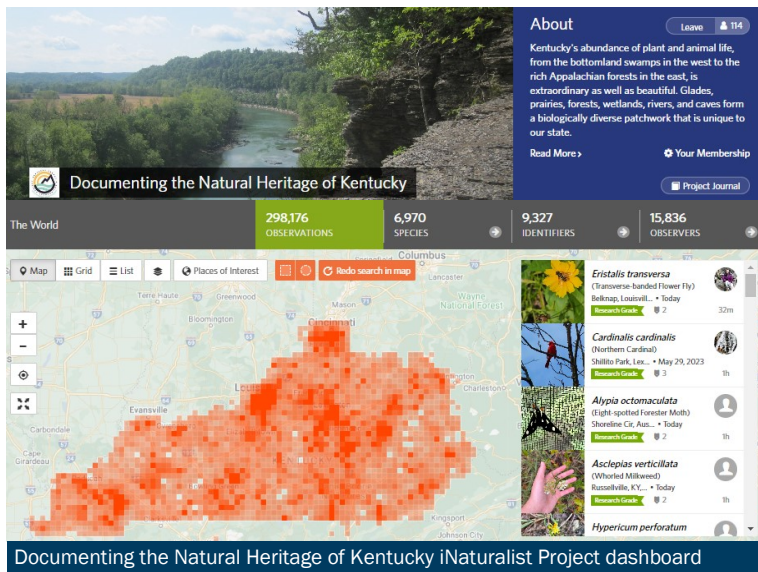 About
Leave
114
Kentucky's abundance of plant and animal life,
from the bottomland swamps in the west to the
rich Appalachian forests in the east, is
extraordinary as well as beautiful. Glades,
prairies, forests, wetlands, rivers, and caves form
a biologically diverse patchwork that is unique to
our state.
Read More ›
Your Membership
Project Journal
Documenting the Natural Heritage of Kentucky
The World
298,176
OBSERVATIONS
6,970
SPECIES
9,327
IDENTIFIERS
15,836
OBSERVERS
Map
Grid
List
Places of Interest
Redo search in map
Columbus
Lancaster
Terre Haute
Greenwood
Bloomington
Mason
Wayne
National Forest
Cincinnati
Charleston
Evansville
Carbondale
Cape
Girardeau
Kingsport
Johnson City
+
−
Eristalis transversa
(Transverse-banded Flower Fly)
Belknap, Louisvill... • Today
Research Grade
2
32m
Cardinalis cardinalis
(Northern Cardinal)
Shillito Park, Lex... • May 29, 2023
Research Grade
3
1h
Alypia octomaculata
(Eight-spotted Forester Moth)
Shoreline Cir, Aus... • Today
Research Grade
2
1h
Asclepias verticillata
(Whorled Milkweed)
Russellville, KY,... • Today
Research Grade
2
1h
Hypericum perforatum
Documenting the Natural Heritage of Kentucky iNaturalist Project dashboard